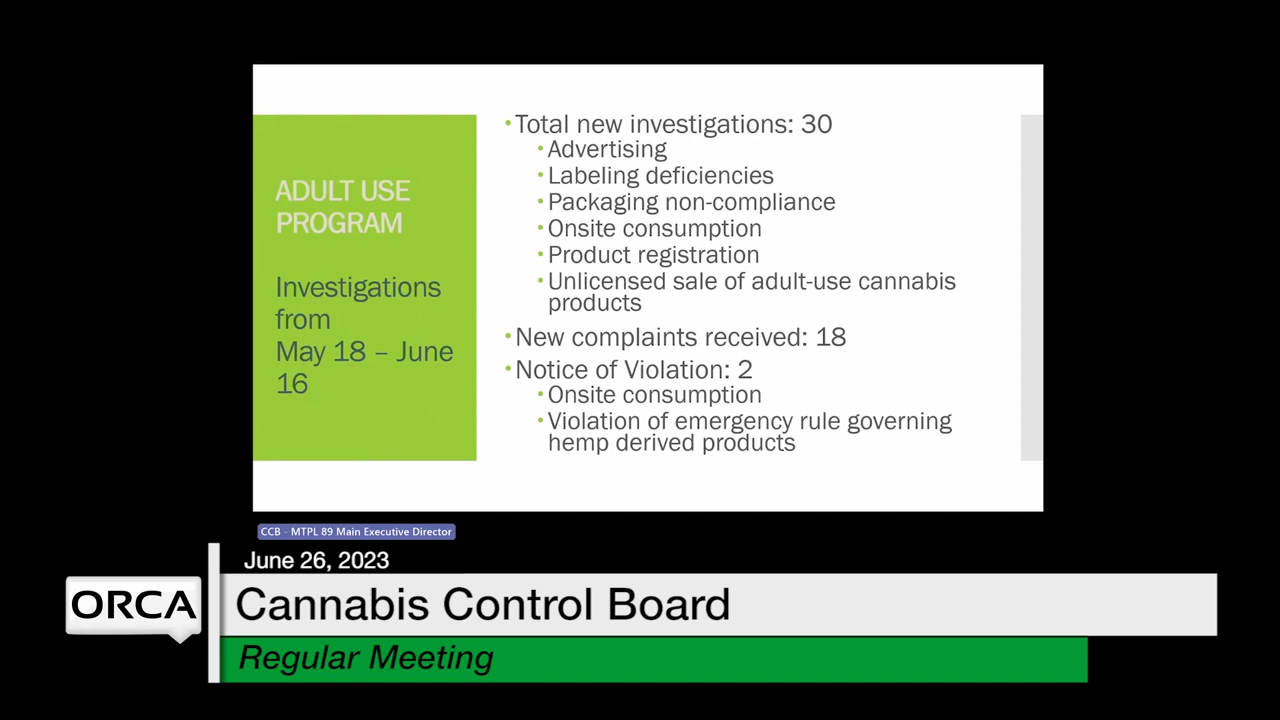 ADULT USE
PROGRAM
Investigations
from
May 18 – June
16
•Total new investigations: 30
•Advertising
•Labeling deficiencies
•Packaging non-compliance
•Onsite consumption
•Product registration
•Unlicensed sale of adult-use cannabis
products
•New complaints received: 18
•Notice of Violation: 2
•Onsite consumption
•Violation of emergency rule governing
hemp derived products
CCB - MTPL 89 Main Executive Director
June 26, 2023
ORCA
Cannabis Control Board
Regular Meeting